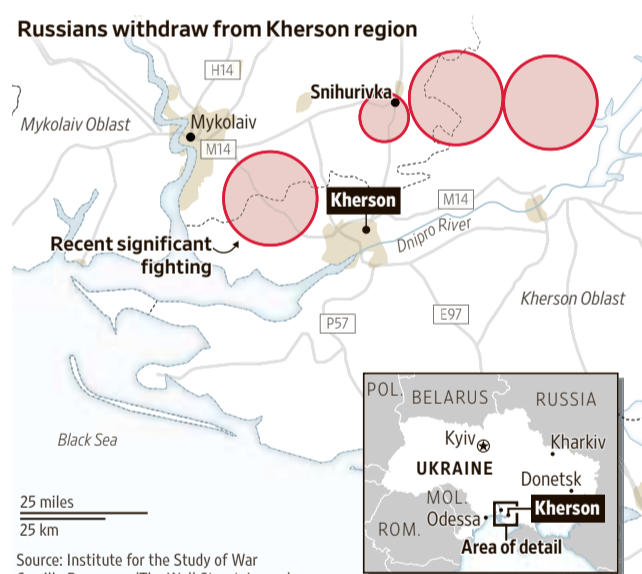 Russians withdraw from Kherson region
H14
Snihurivka
Mykolaiv Oblast
Mykolaiv
M14
Kherson
M14
Recent significant
fighting
Dnipro River
Kherson Oblast
P57
E97
Black Sea
POL.
BELARUS
RUSSIA
Kyiv
Kharkiv
UKRAINE
Donetsk
MOL.
Odessa
Kherson
ROM.
Area of detail
25 miles
25 km
Source: Institute for the Study of War